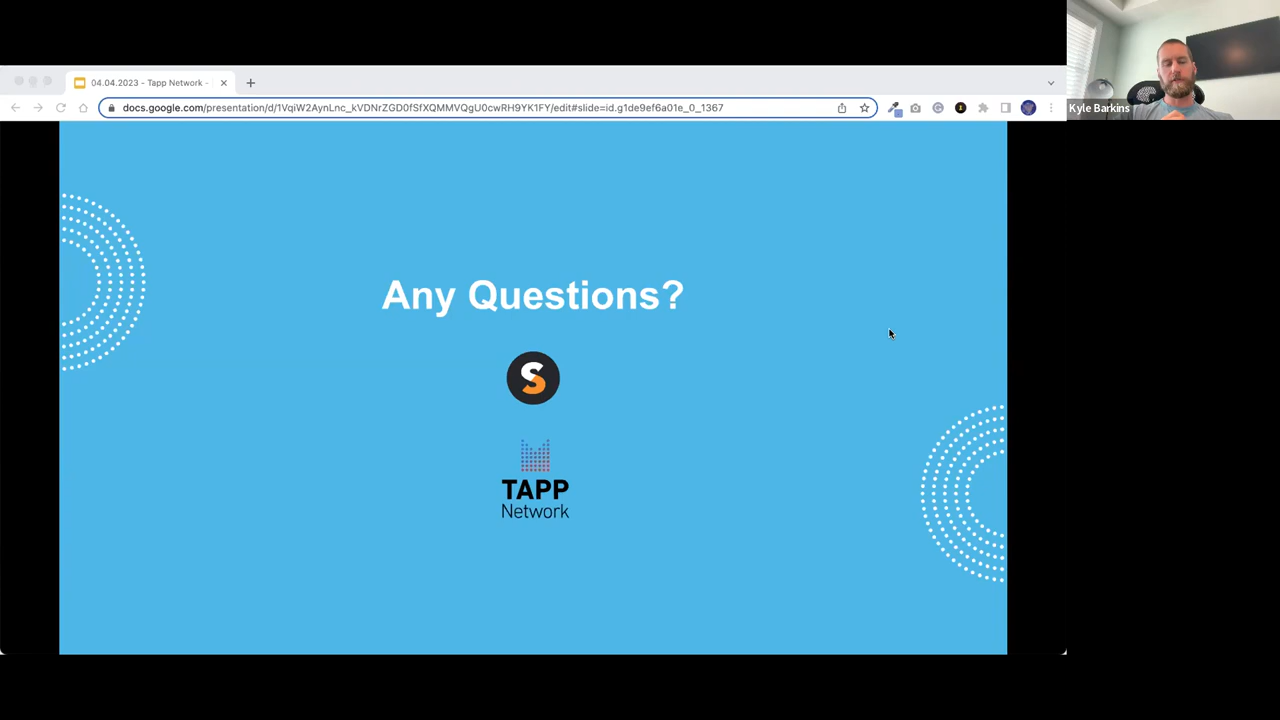 04.04.2023 - Tapp Network -
docs.google.com/presentation/d/1VqiW2AynLnc_kVDNrZGD0fSfXQMMVQgU0cwRH9YK1FY/edit#slide=id.g1de9ef6a01e_0_1367
Kyle Barkins
Any Questions?
S
TAPP
Network